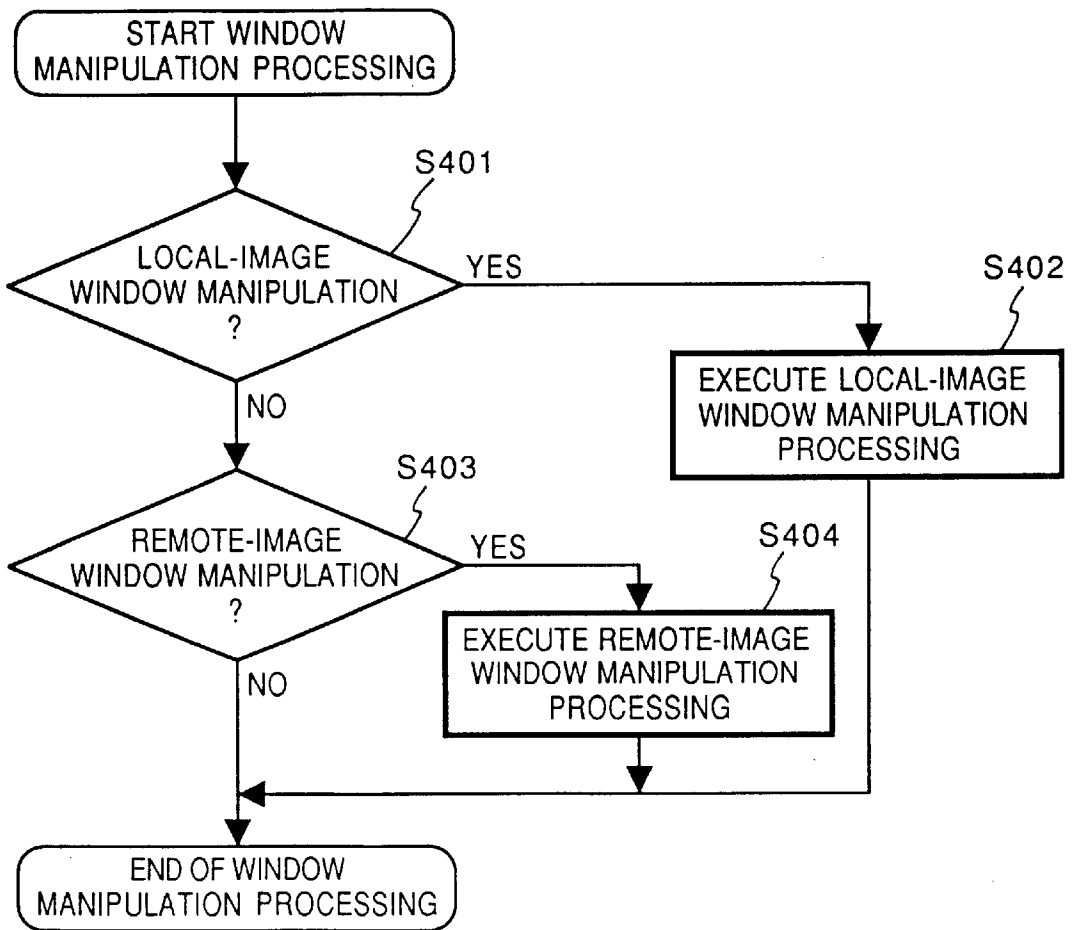 START WINDOW
MANIPULATION PROCESSING
S401
LOCAL-IMAGE
WINDOW MANIPULATION
?
YES
S402
EXECUTE LOCAL-IMAGE
WINDOW MANIPULATION
PROCESSING
NO
S403
REMOTE-IMAGE
WINDOW MANIPULATION
?
YES
S404
EXECUTE REMOTE-IMAGE
WINDOW MANIPULATION
PROCESSING
NO
END OF WINDOW
MANIPULATION PROCESSING